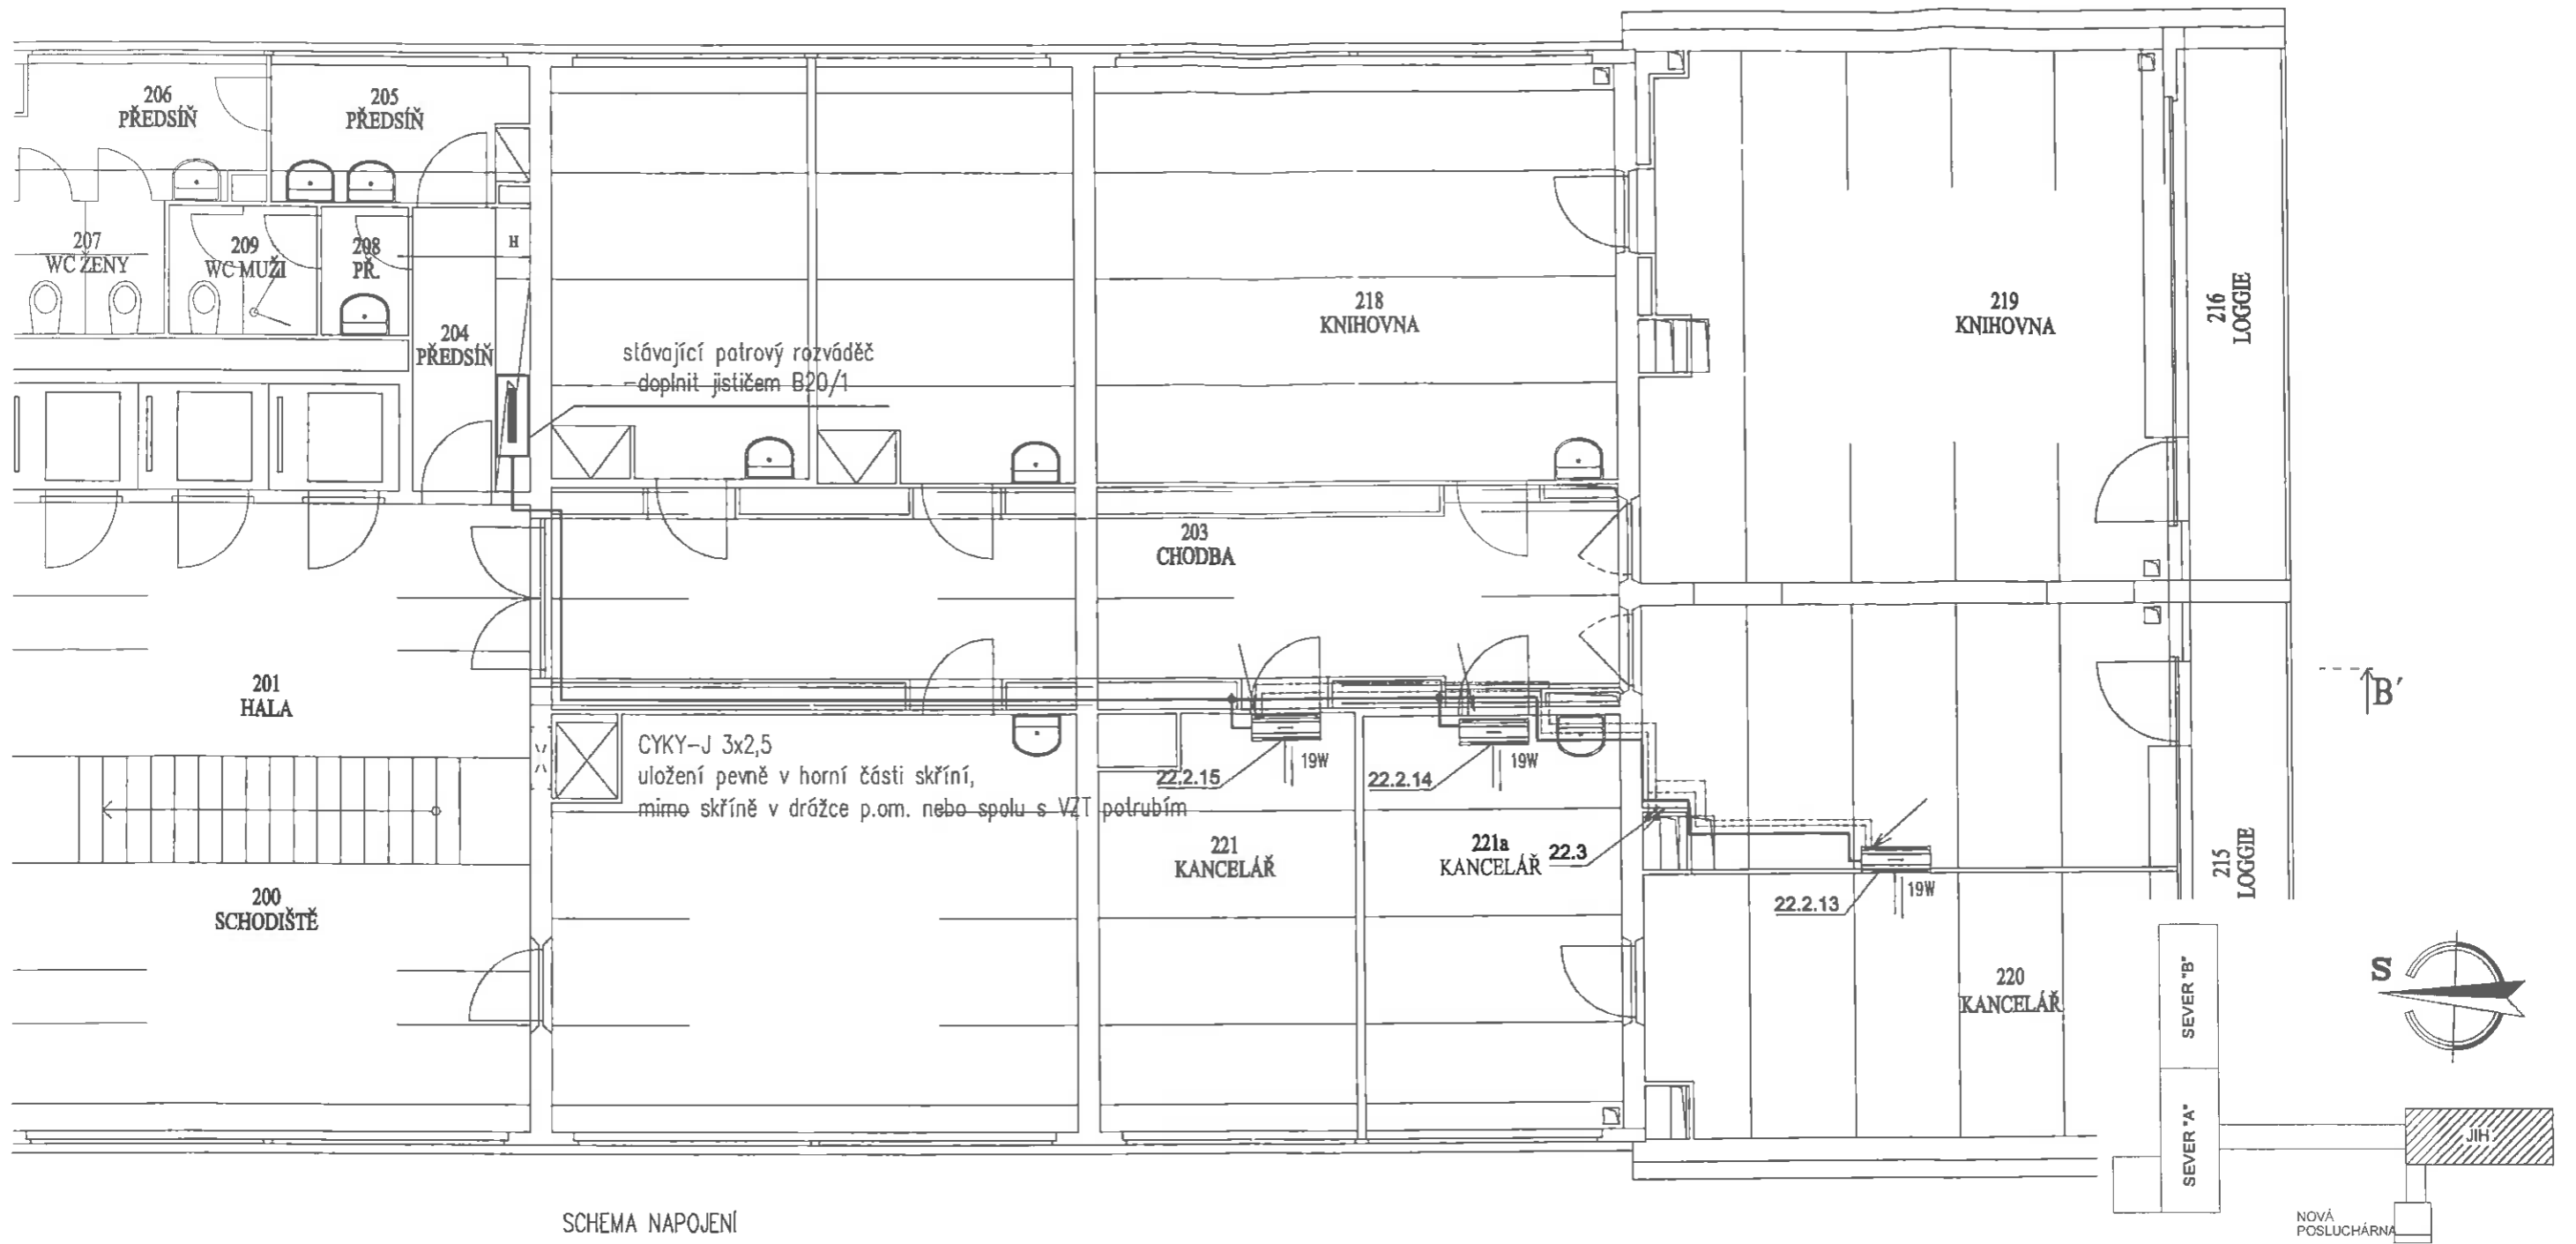 206
PŘEDSÍŇ
205
PŘEDSÍŇ
207
WC ŽENY
209
WC MUŽI
208
PŘ.
H
204
PŘEDSÍŇ
stávající patrový rozváděč
-doplnit jističem B20/1
218
KNIHOVNA
219
KNIHOVNA
216
LOGGIE
203
CHODBA
201
HALA
B'
CYKY-J 3x2,5
uložení pevně v horní části skříní,
mimo skříně v drážce p.om. nebo spolu s VZT potrubím
22.2.15
19W
22.2.14
19W
221
KANCELÁŘ
221a
KANCELÁŘ
22.3
22.2.13
19W
215
LOGGIE
200
SCHODIŠTĚ
220
KANCELÁŘ
S
SEVER "B"
SEVER "A"
JIH
NOVÁ
POSLUCHÁRNA
SCHEMA NAPOJENÍ